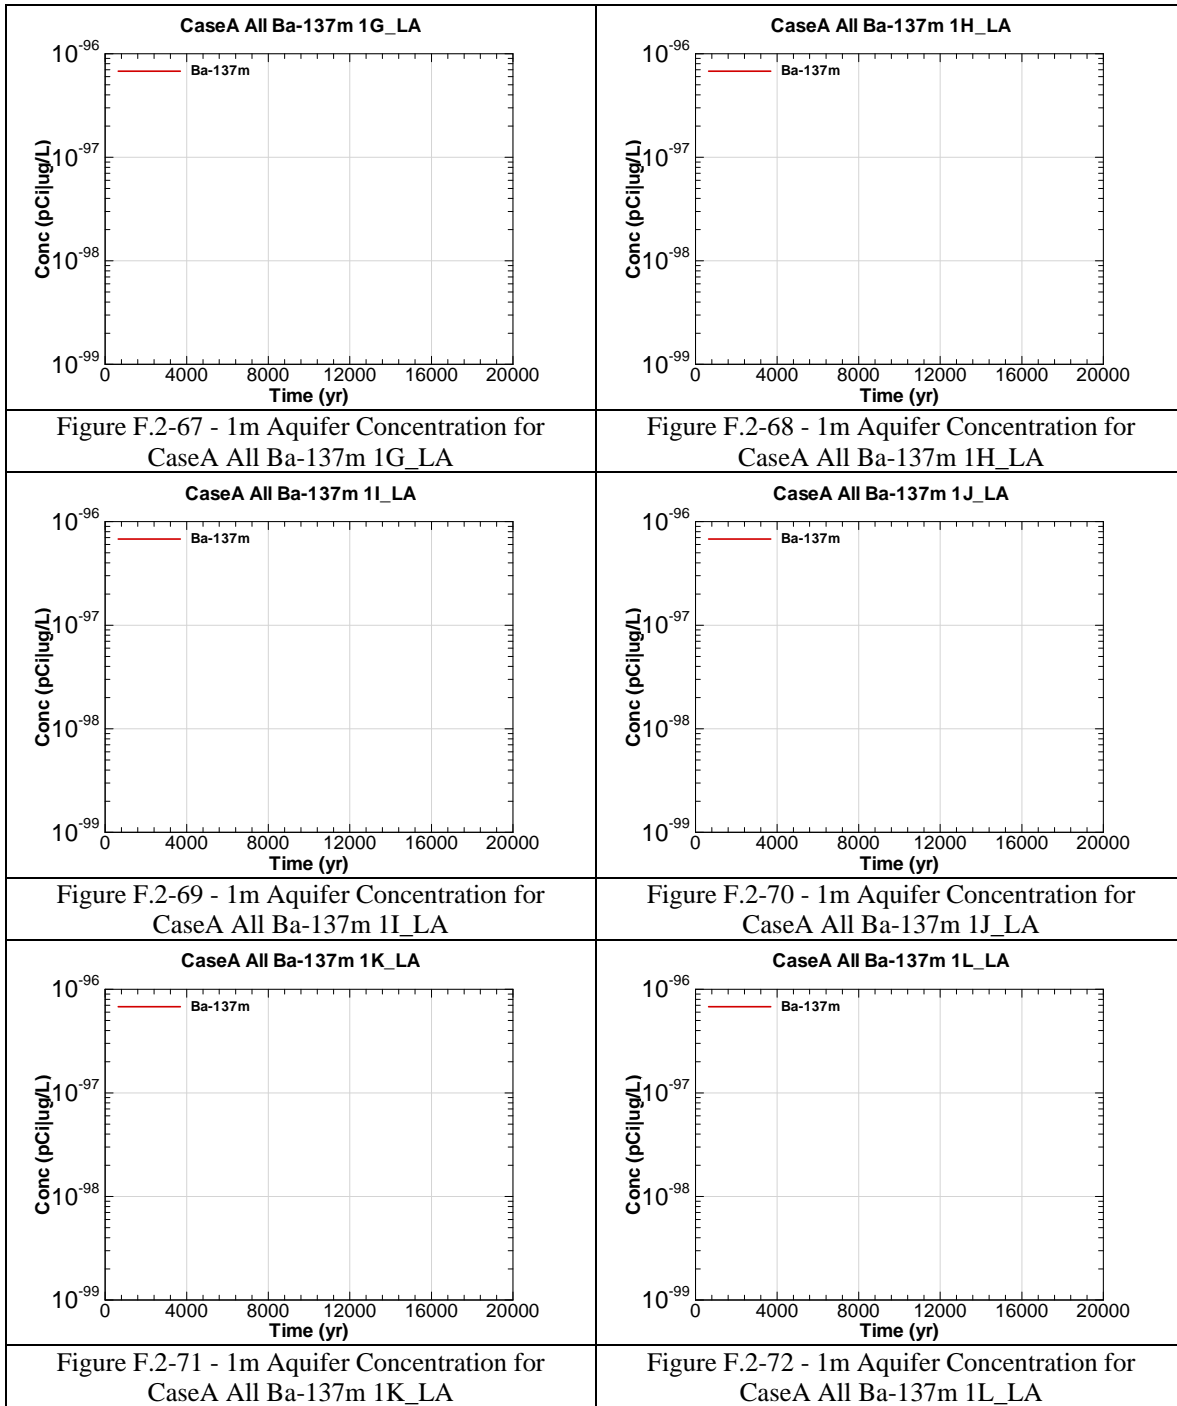 CaseA All Ba-137m 1G_LA
10^-96
Ba-137m
10^-97
10^-98
10^-99
Conc (pCi|ug/L)
0 4000 8000 12000 16000 20000
Time (yr)
Figure F.2-67 - 1m Aquifer Concentration for
CaseA All Ba-137m 1G_LA
CaseA All Ba-137m 1H_LA
10^-96
Ba-137m
10^-97
10^-98
10^-99
Conc (pCi|ug/L)
0 4000 8000 12000 16000 20000
Time (yr)
Figure F.2-68 - 1m Aquifer Concentration for
CaseA All Ba-137m 1H_LA
CaseA All Ba-137m 1I_LA
10^-96
Ba-137m
10^-97
10^-98
10^-99
Conc (pCi|ug/L)
0 4000 8000 12000 16000 20000
Time (yr)
Figure F.2-69 - 1m Aquifer Concentration for
CaseA All Ba-137m 1I_LA
CaseA All Ba-137m 1J_LA
10^-96
Ba-137m
10^-97
10^-98
10^-99
Conc (pCi|ug/L)
0 4000 8000 12000 16000 20000
Time (yr)
Figure F.2-70 - 1m Aquifer Concentration for
CaseA All Ba-137m 1J_LA
CaseA All Ba-137m 1K_LA
10^-96
Ba-137m
10^-97
10^-98
10^-99
Conc (pCi|ug/L)
0 4000 8000 12000 16000 20000
Time (yr)
Figure F.2-71 - 1m Aquifer Concentration for
CaseA All Ba-137m 1K_LA
CaseA All Ba-137m 1L_LA
10^-96
Ba-137m
10^-97
10^-98
10^-99
Conc (pCi|ug/L)
0 4000 8000 12000 16000 20000
Time (yr)
Figure F.2-72 - 1m Aquifer Concentration for
CaseA All Ba-137m 1L_LA